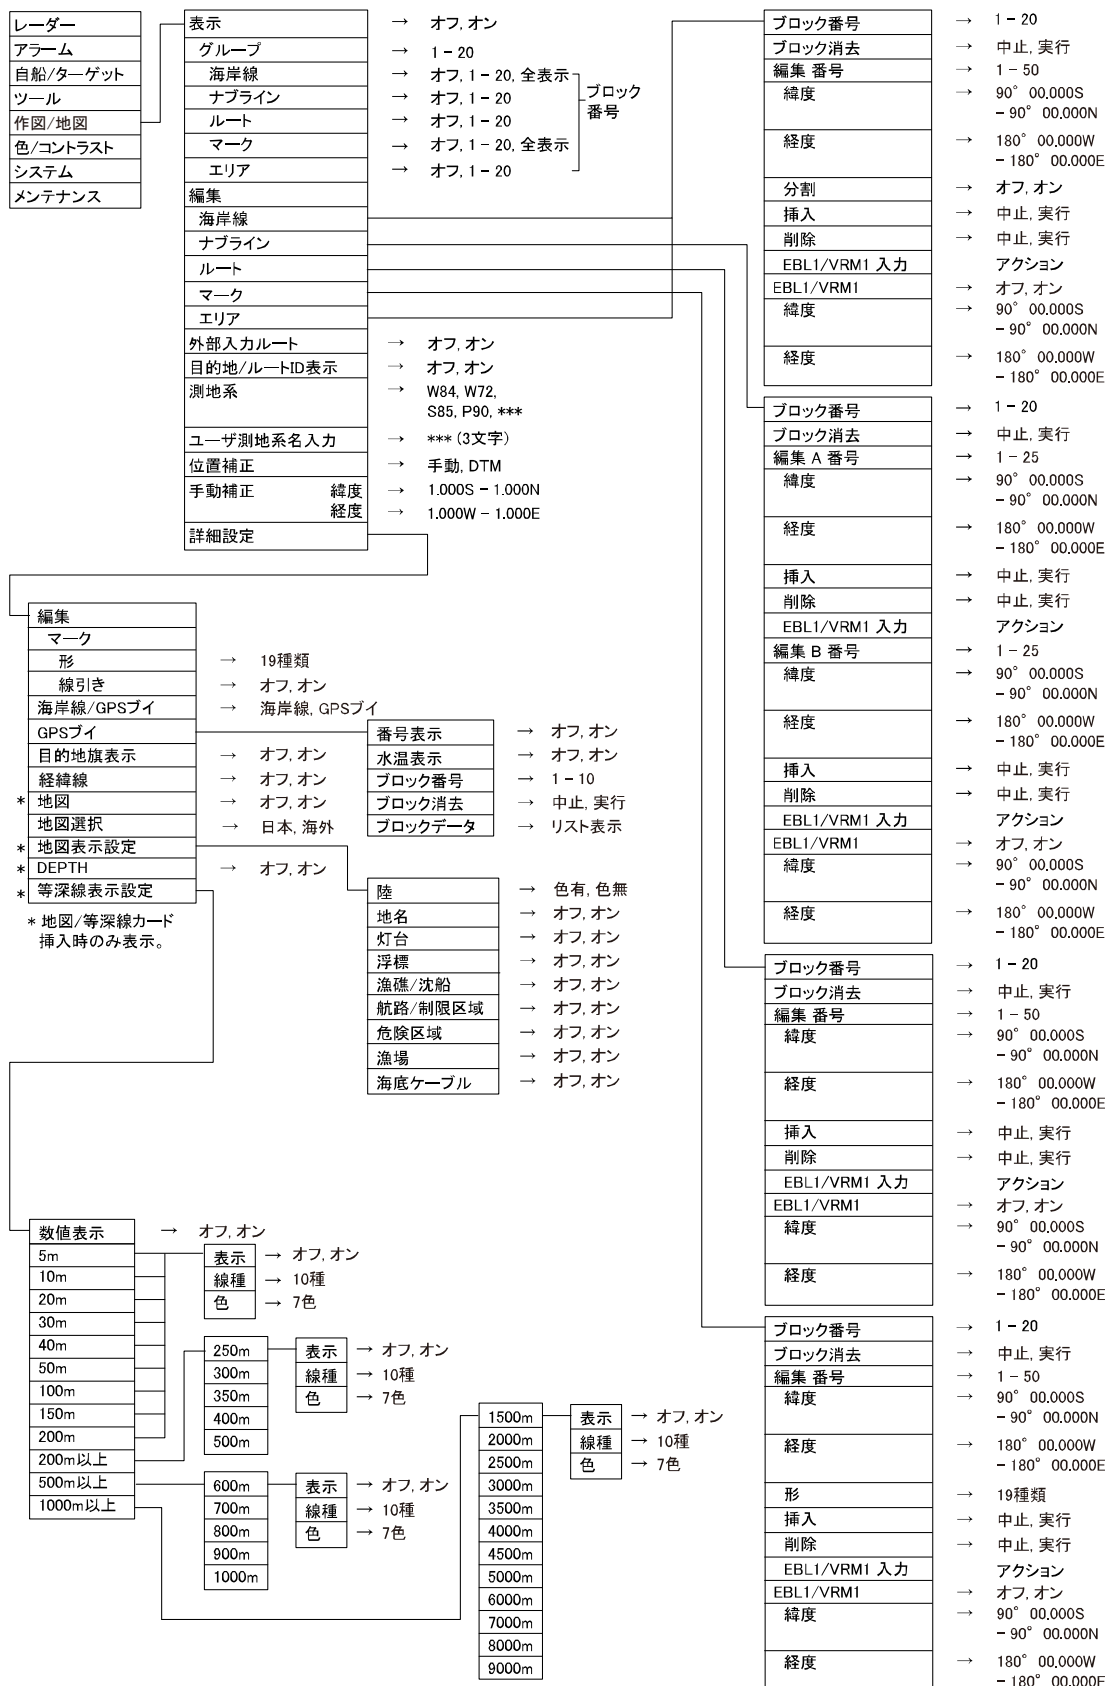 レーダー
アラーム
自船/ターゲット
ツール
作図/地図
色/コントラスト
システム
メンテナンス
表示 → オフ, オン
グループ → 1 − 20
海岸線 → オフ, 1 − 20, 全表示
ナブライン → オフ, 1 − 20
ルート → オフ, 1 − 20
マーク → オフ, 1 − 20, 全表示
エリア → オフ, 1 − 20
ブロック
番号
編集
海岸線
ナブライン
ルート
マーク
エリア
外部入力ルート → オフ, オン
目的地/ルートID表示 → オフ, オン
測地系 → W84, W72,
S85, P90, ***
ユーザ測地系名入力 → *** (3文字)
位置補正 → 手動, DTM
手動補正 緯度 → 1.000S − 1.000N
経度 → 1.000W − 1.000E
詳細設定
編集
マーク
形 → 19種類
線引き → オフ, オン
海岸線/GPSブイ → 海岸線, GPSブイ
GPSブイ
目的地旗表示 → オフ, オン
経緯線 → オフ, オン
* 地図 → オフ, オン
地図選択 → 日本, 海外
* 地図表示設定
* DEPTH → オフ, オン
* 等深線表示設定
* 地図/等深線カード
挿入時のみ表示。
番号表示 → オフ, オン
水温表示 → オフ, オン
ブロック番号 → 1 − 10
ブロック消去 → 中止, 実行
ブロックデータ → リスト表示
陸 → 色有, 色無
地名 → オフ, オン
灯台 → オフ, オン
浮標 → オフ, オン
漁礁/沈船 → オフ, オン
航路/制限区域 → オフ, オン
危険区域 → オフ, オン
漁場 → オフ, オン
海底ケーブル → オフ, オン
数値表示 → オフ, オン
5m
10m
20m
30m
40m
50m
100m
150m
200m
200m以上
500m以上
1000m以上
表示 → オフ, オン
線種 → 10種
色 → 7色
250m
300m
350m
400m
500m
表示 → オフ, オン
線種 → 10種
色 → 7色
600m
700m
800m
900m
1000m
表示 → オフ, オン
線種 → 10種
色 → 7色
1500m
2000m
2500m
3000m
3500m
4000m
4500m
5000m
6000m
7000m
8000m
9000m
表示 → オフ, オン
線種 → 10種
色 → 7色
ブロック番号 → 1 − 20
ブロック消去 → 中止, 実行
編集 番号 → 1 − 50
緯度 → 90° 00.000S
− 90° 00.000N
経度 → 180° 00.000W
− 180° 00.000E
分割 → オフ, オン
挿入 → 中止, 実行
削除 → 中止, 実行
EBL1/VRM1 入力 アクション
EBL1/VRM1 → オフ, オン
緯度 → 90° 00.000S
− 90° 00.000N
経度 → 180° 00.000W
− 180° 00.000E
ブロック番号 → 1 − 20
ブロック消去 → 中止, 実行
編集 A 番号 → 1 − 25
緯度 → 90° 00.000S
− 90° 00.000N
経度 → 180° 00.000W
− 180° 00.000E
挿入 → 中止, 実行
削除 → 中止, 実行
EBL1/VRM1 入力 アクション
編集 B 番号 → 1 − 25
緯度 → 90° 00.000S
− 90° 00.000N
経度 → 180° 00.000W
− 180° 00.000E
挿入 → 中止, 実行
削除 → 中止, 実行
EBL1/VRM1 入力 アクション
EBL1/VRM1 → オフ, オン
緯度 → 90° 00.000S
− 90° 00.000N
経度 → 180° 00.000W
− 180° 00.000E
ブロック番号 → 1 − 20
ブロック消去 → 中止, 実行
編集 番号 → 1 − 50
緯度 → 90° 00.000S
− 90° 00.000N
経度 → 180° 00.000W
− 180° 00.000E
挿入 → 中止, 実行
削除 → 中止, 実行
EBL1/VRM1 入力 アクション
EBL1/VRM1 → オフ, オン
緯度 → 90° 00.000S
− 90° 00.000N
経度 → 180° 00.000W
− 180° 00.000E
ブロック番号 → 1 − 20
ブロック消去 → 中止, 実行
編集 番号 → 1 − 50
緯度 → 90° 00.000S
− 90° 00.000N
経度 → 180° 00.000W
− 180° 00.000E
形 → 19種類
挿入 → 中止, 実行
削除 → 中止, 実行
EBL1/VRM1 入力 アクション
EBL1/VRM1 → オフ, オン
緯度 → 90° 00.000S
− 90° 00.000N
経度 → 180° 00.000W
− 180° 00.000E